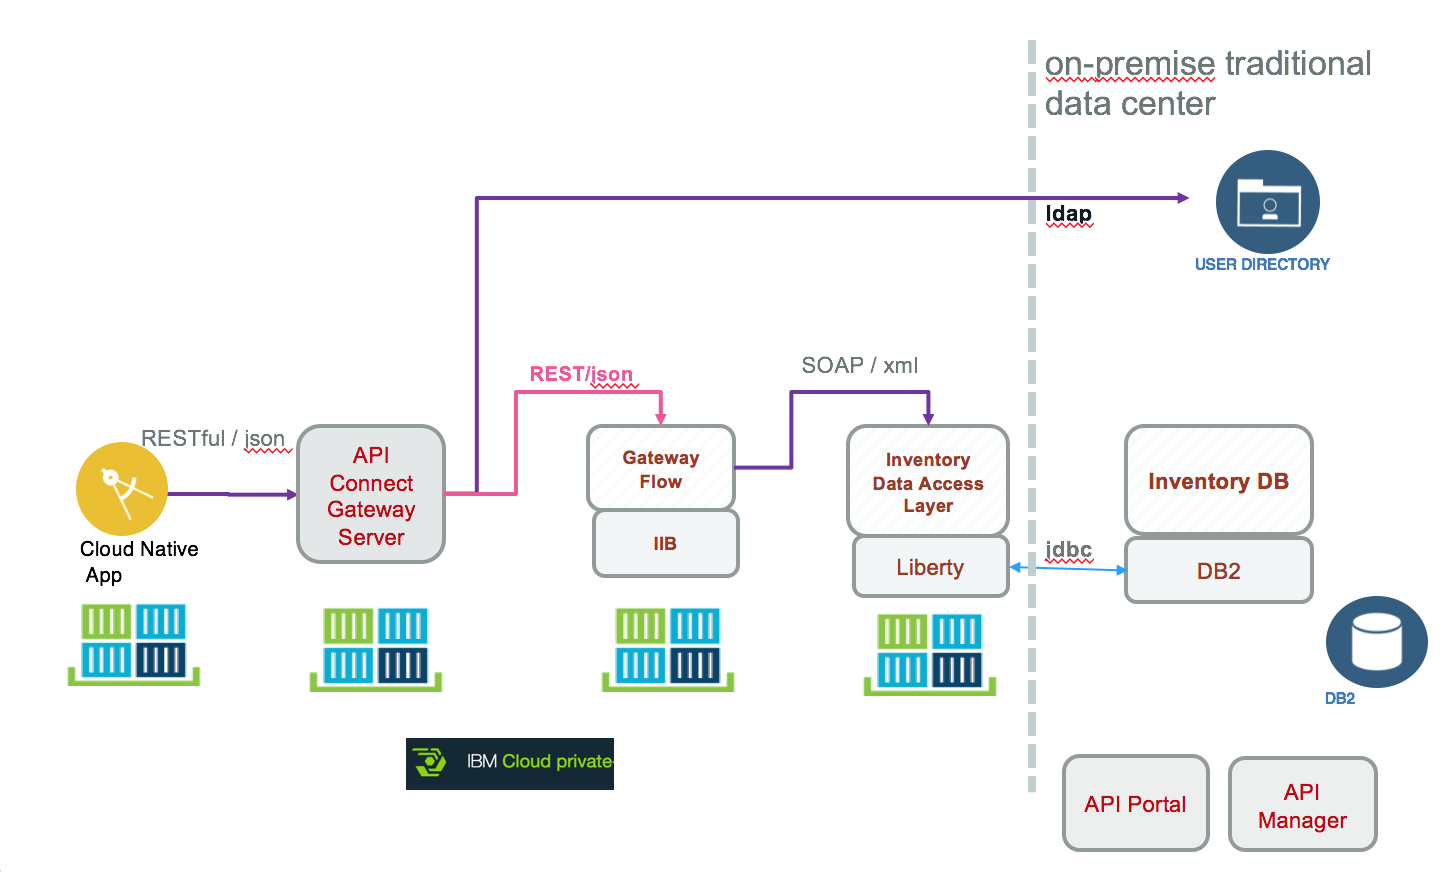 on-premise traditional
data center
ldap
USER DIRECTORY
SOAP / xml
REST/json
RESTful / json
API
Connect
Gateway
Server
Gateway
Flow
IIB
Inventory
Data Access
Layer
Liberty
jdbc
Inventory DB
DB2
Cloud Native
App
DB2
IBM Cloud private
API Portal
API
Manager